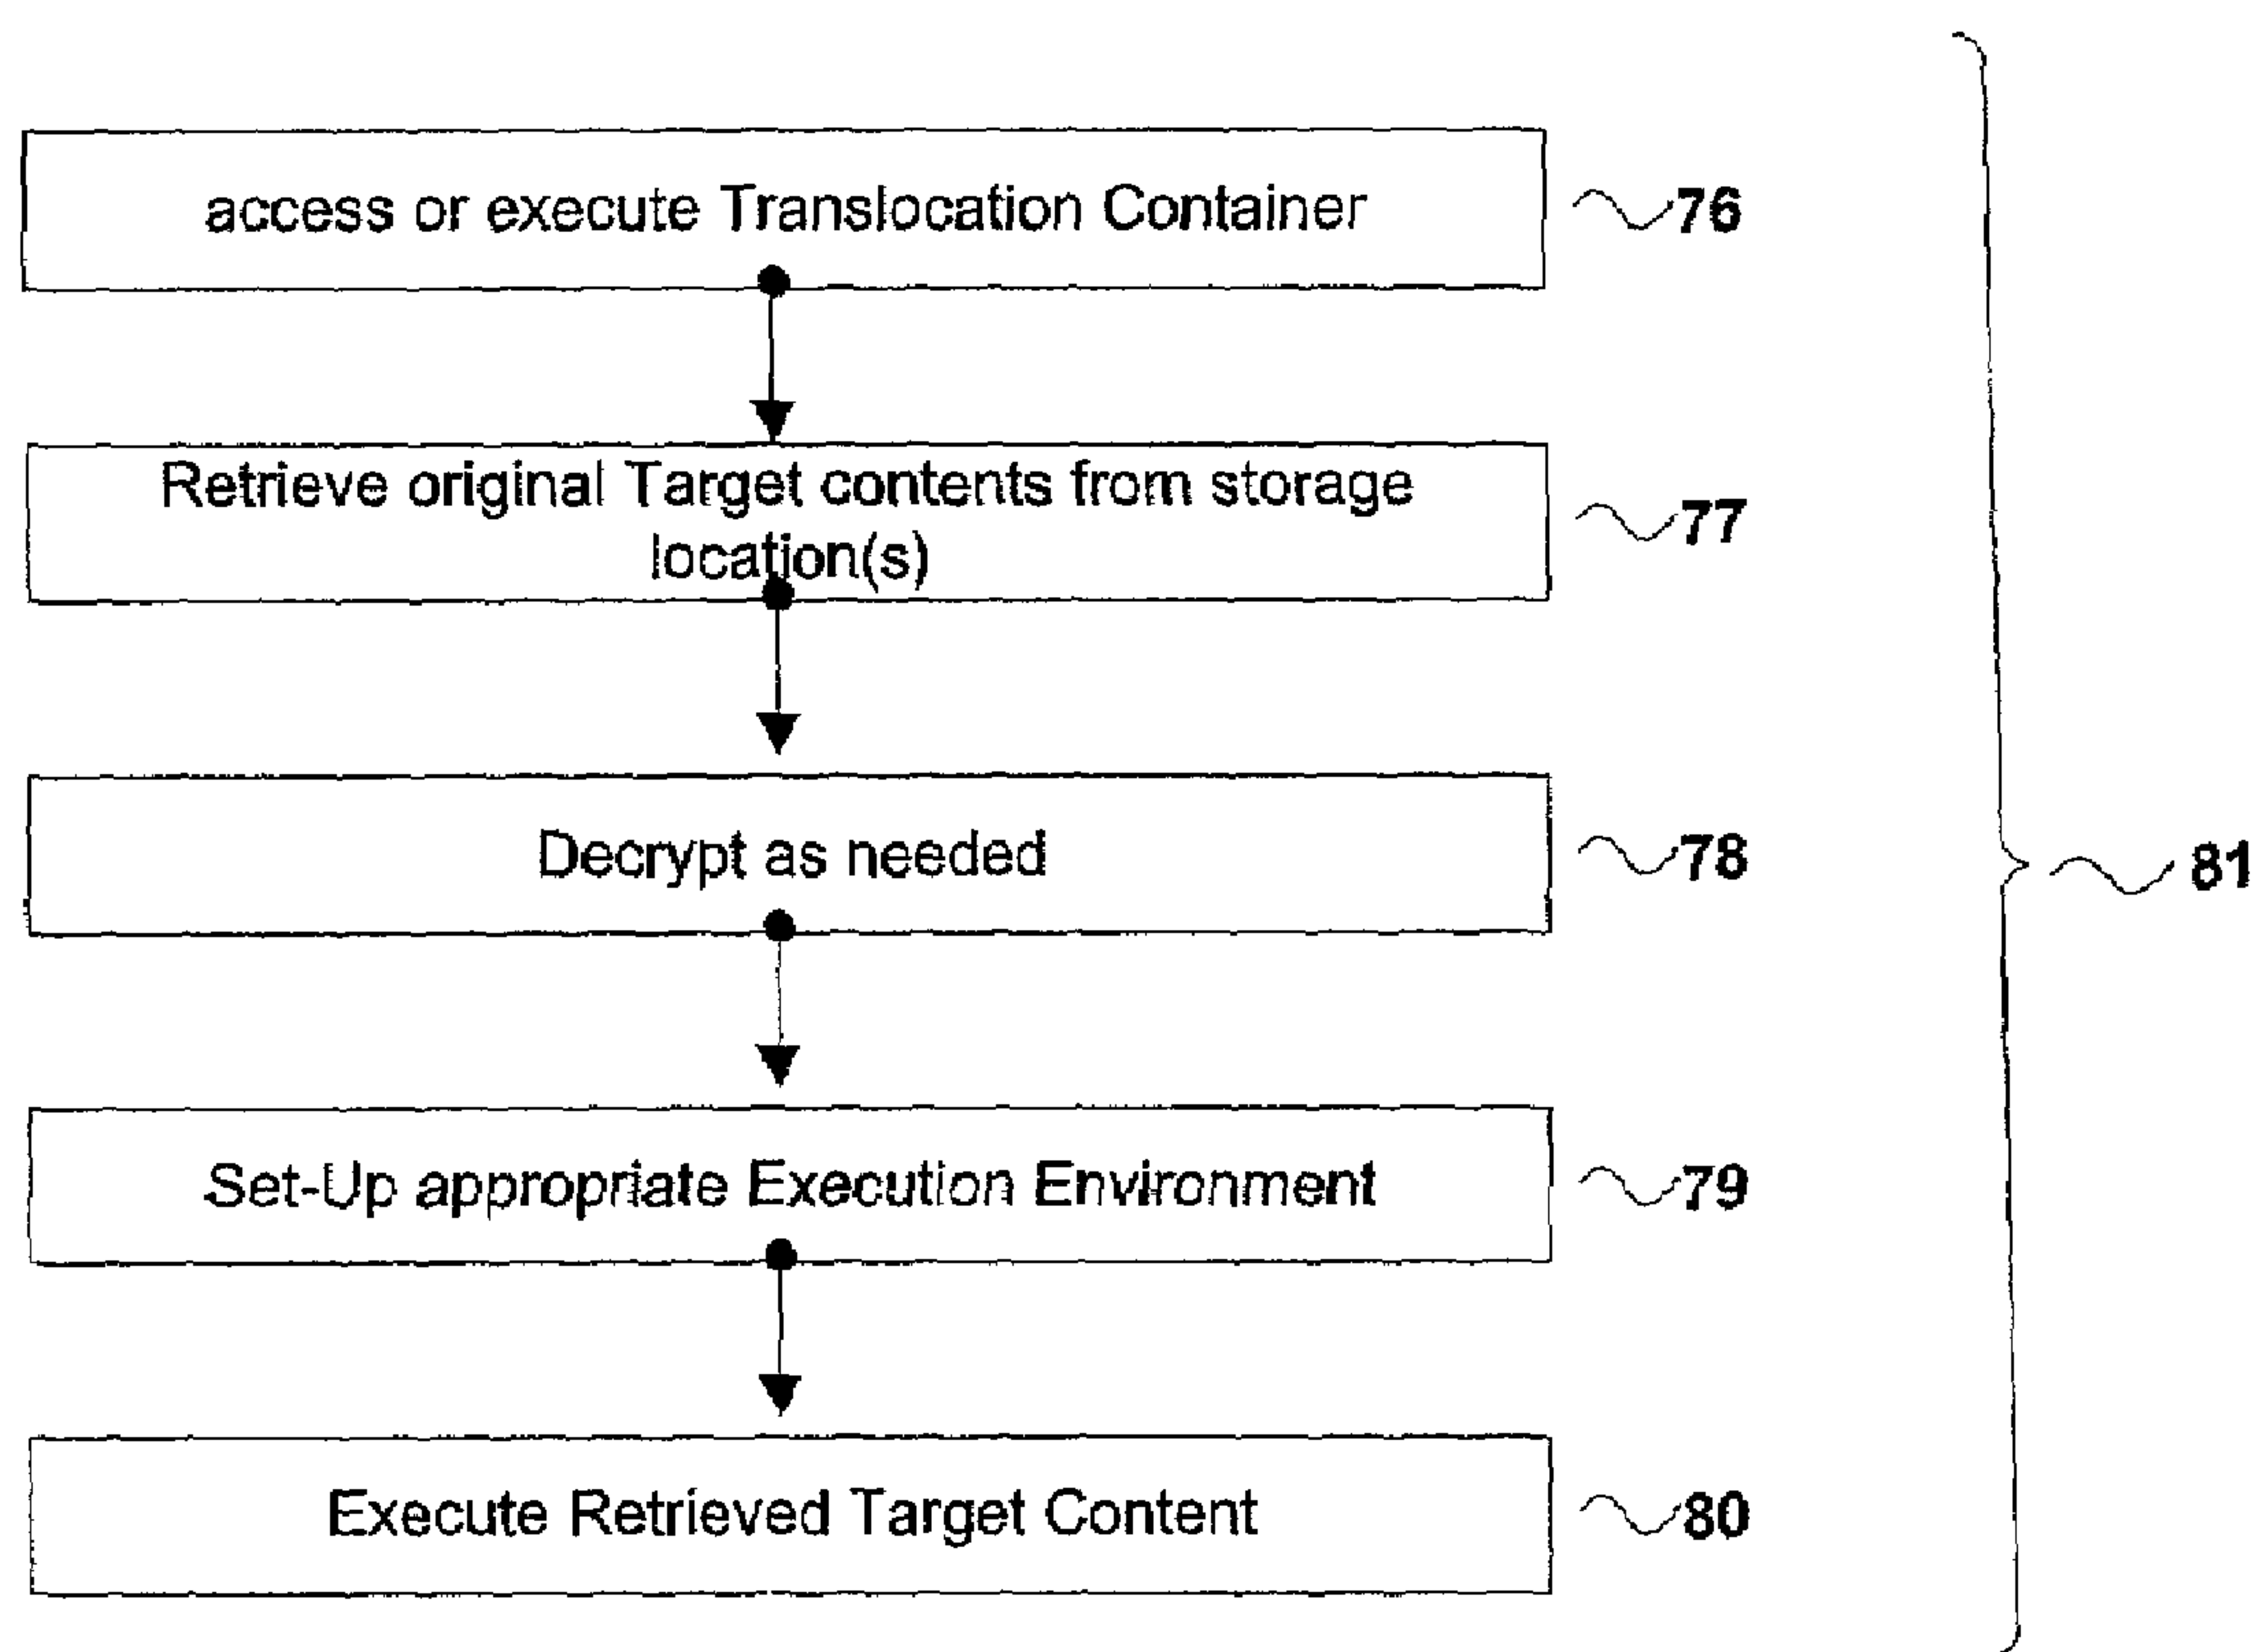 access or execute Translocation Container
76
Retrieve original Target contents from storage
location(s)
77
Decrypt as needed
78
81
Set-Up appropriate Execution Environment
79
Execute Retrieved Target Content
80